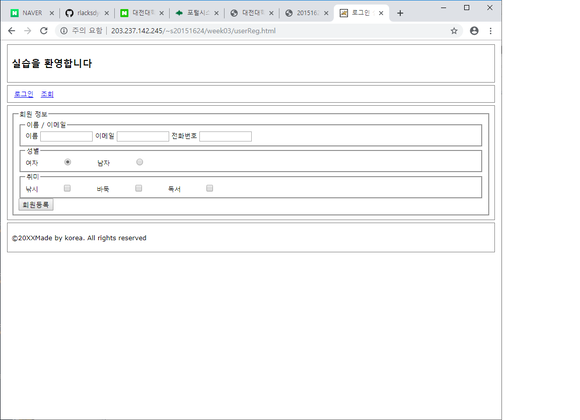 NAVER
rlacksdy
대전대학
포털시스
대전대학
2015162
로그인
주의 요함 | 203.237.142.245/~s20151624/week03/userReg.html
실습을 환영합니다
로그인 조회
회원 정보
이름 / 이메일
이름 이메일 전화번호
성별
여자 남자
취미
낚시 바둑 독서
회원등록
©20XXMade by korea. All rights reserved